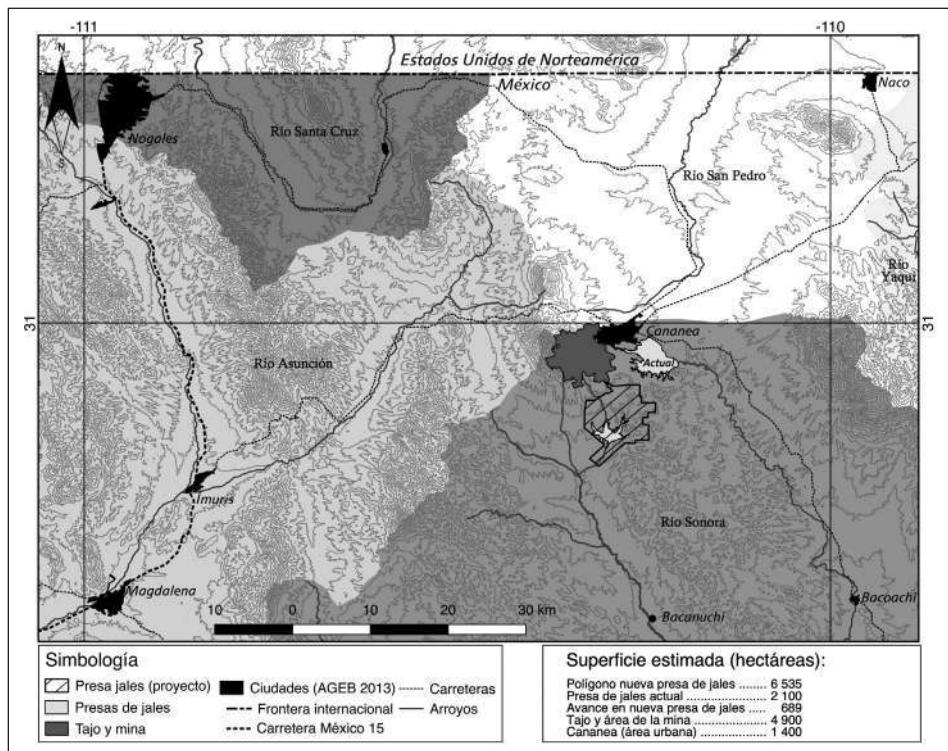 -111 -110
N
Estados Unidos de Norteamérica
México
Naco
Nogales
Río Santa Cruz
S
Río San Pedro
Río
Yaqui
31 31
Cananea
Actual
Río Asunción
Imuris
Río Sonora
Magdalena
Bacoachi
10 0 10 20 30 km
Bacanuchi
Simbología
Presa jales (proyecto)
Presas de jales
Tajo y mina
Ciudades (AGEB 2013)
Frontera internacional
Carretera México 15
Carreteras
Arroyos
Superficie estimada (hectáreas):
Polígono nueva presa de jales ........ 6 535
Presa de jales actual ...................... 2 100
Avance en nueva presa de jales ..... 689
Tajo y área de la mina ..................... 4 900
Cananea (área urbana) ................... 1 400